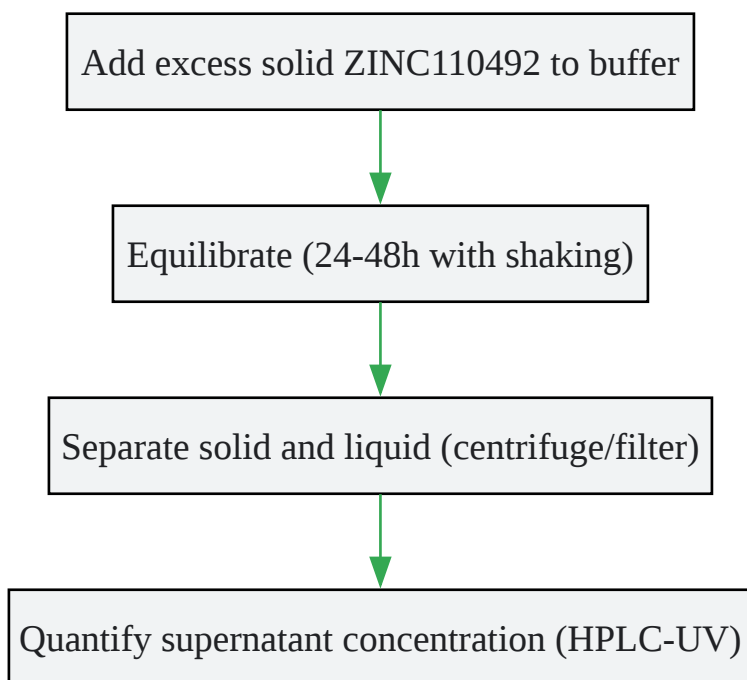 Add excess solid ZINC110492 to buffer
Equilibrate (24-48h with shaking)
Separate solid and liquid (centrifuge/filter)
Quantify supernatant concentration (HPLC-UV)